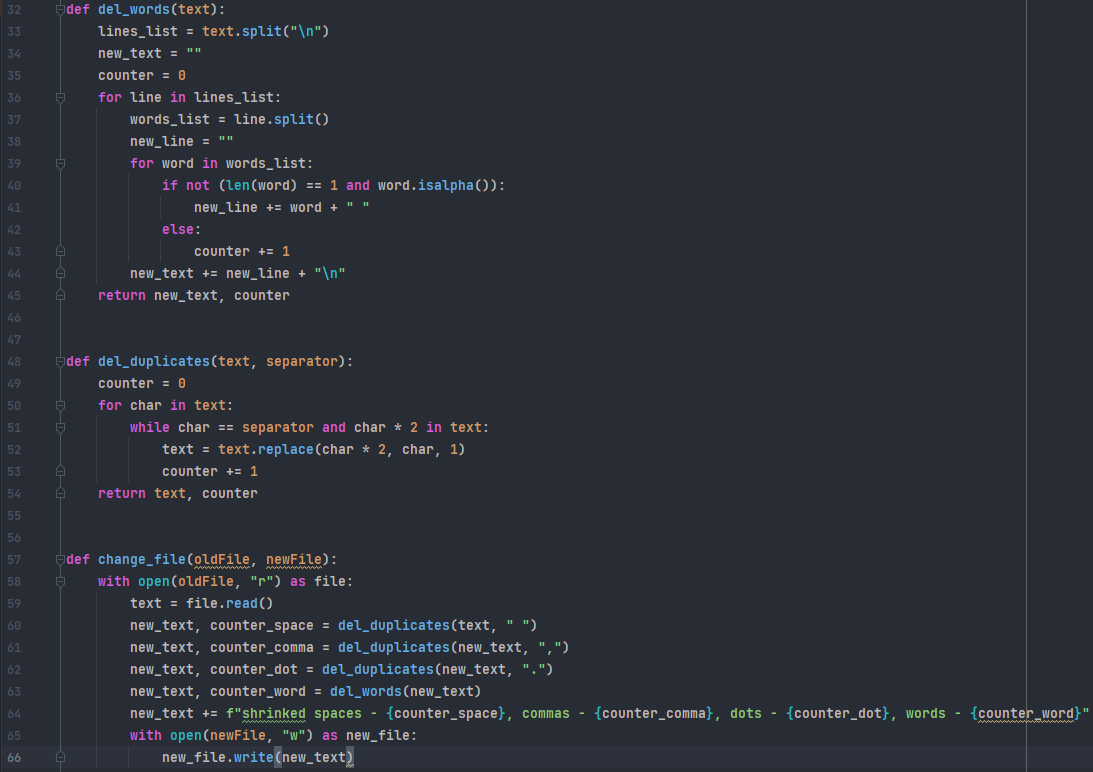 32 def del_words(text):
33     lines_list = text.split("\n")
34     new_text = ""
35     counter = 0
36     for line in lines_list:
37         words_list = line.split()
38         new_line = ""
39         for word in words_list:
40             if not (len(word) == 1 and word.isalpha()):
41                 new_line += word + " "
42             else:
43                 counter += 1
44         new_text += new_line + "\n"
45     return new_text, counter
46
47
48 def del_duplicates(text, separator):
49     counter = 0
50     for char in text:
51         while char == separator and char * 2 in text:
52             text = text.replace(char * 2, char, 1)
53             counter += 1
54     return text, counter
55
56
57 def change_file(oldFile, newFile):
58     with open(oldFile, "r") as file:
59         text = file.read()
60         new_text, counter_space = del_duplicates(text, " ")
61         new_text, counter_comma = del_duplicates(new_text, ",")
62         new_text, counter_dot = del_duplicates(new_text, ".")
63         new_text, counter_word = del_words(new_text)
64         new_text += f"shrinked spaces - {counter_space}, commas - {counter_comma}, dots - {counter_dot}, words - {counter_word}"
65         with open(newFile, "w") as new_file:
66             new_file.write(new_text)